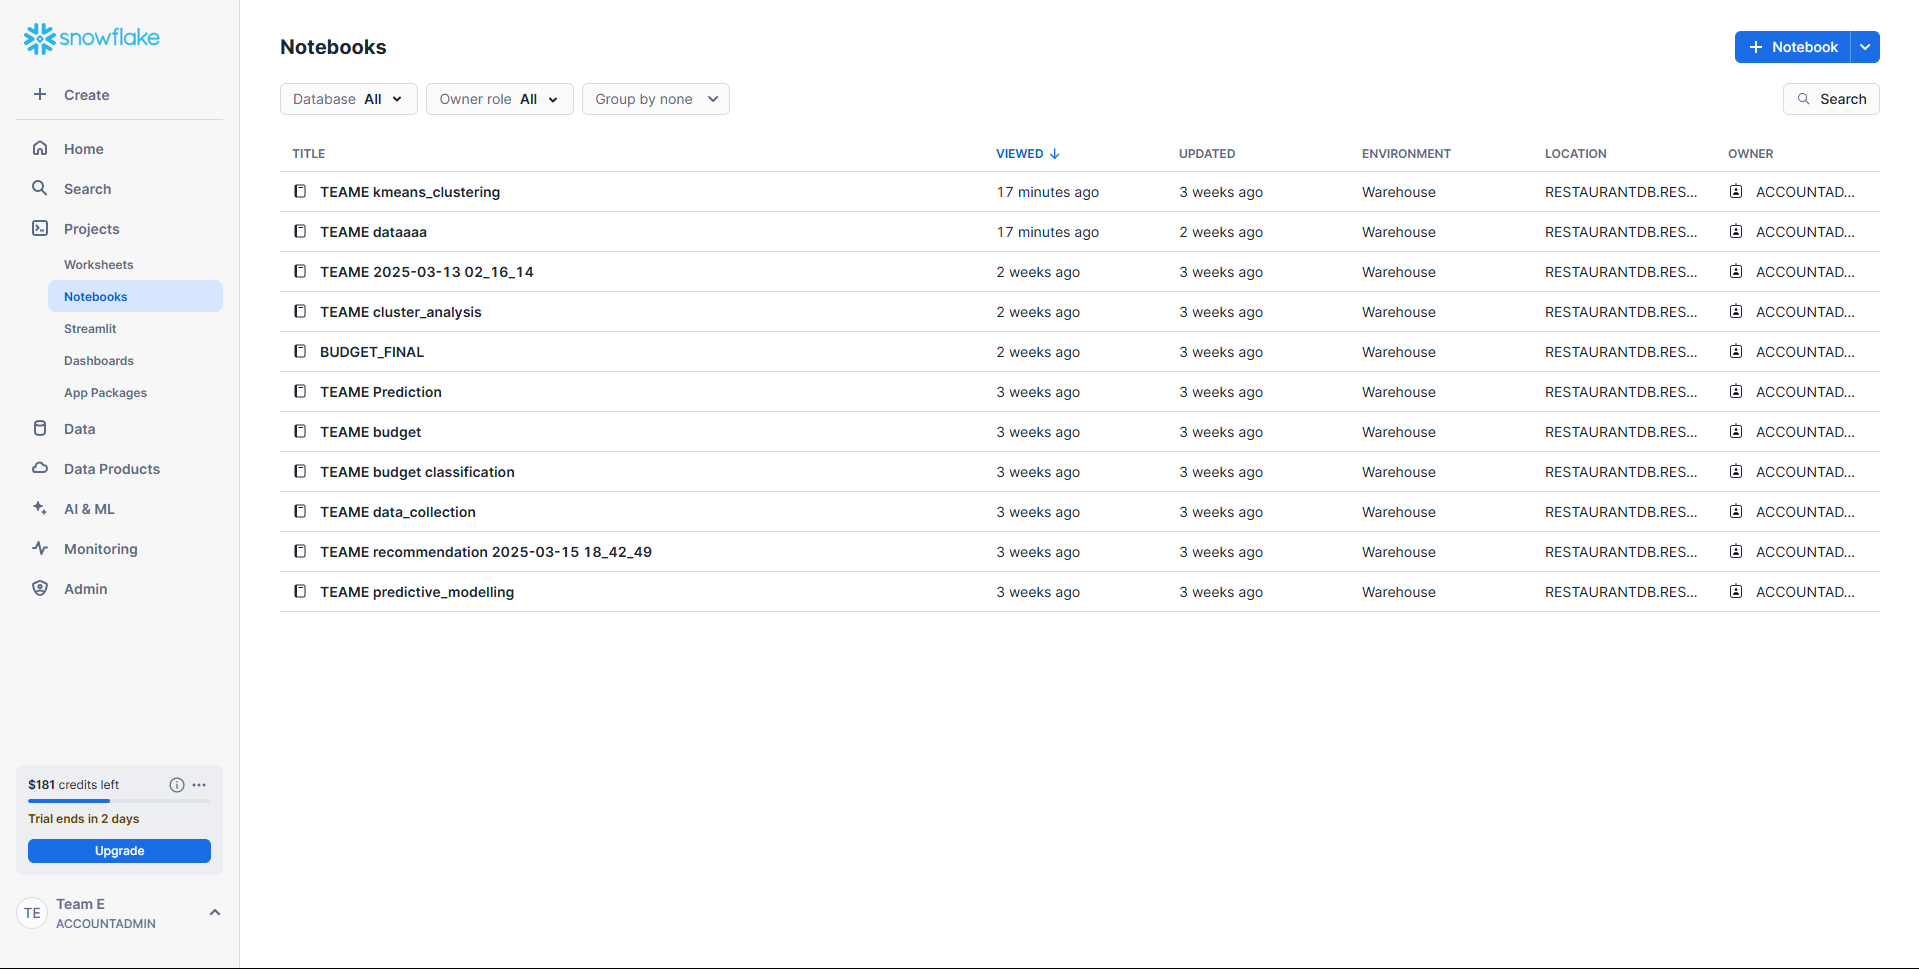 snowflake
Create
Home
Search
Projects
Worksheets
Notebooks
Streamlit
Dashboards
App Packages
Data
Data Products
AI & ML
Monitoring
Admin
$181 credits left
Trial ends in 2 days
Upgrade
TE Team E
ACCOUNTADMIN
Notebooks
Notebook
Database All Owner role All Group by none Search
TITLE VIEWED UPDATED ENVIRONMENT LOCATION OWNER
TEAME kmeans_clustering 17 minutes ago 3 weeks ago Warehouse RESTAURANTDB.RES... ACCOUNTAD...
TEAME dataaaa 17 minutes ago 2 weeks ago Warehouse RESTAURANTDB.RES... ACCOUNTAD...
TEAME 2025-03-13 02_16_14 2 weeks ago 3 weeks ago Warehouse RESTAURANTDB.RES... ACCOUNTAD...
TEAME cluster_analysis 2 weeks ago 3 weeks ago Warehouse RESTAURANTDB.RES... ACCOUNTAD...
BUDGET_FINAL 2 weeks ago 3 weeks ago Warehouse RESTAURANTDB.RES... ACCOUNTAD...
TEAME Prediction 3 weeks ago 3 weeks ago Warehouse RESTAURANTDB.RES... ACCOUNTAD...
TEAME budget 3 weeks ago 3 weeks ago Warehouse RESTAURANTDB.RES... ACCOUNTAD...
TEAME budget classification 3 weeks ago 3 weeks ago Warehouse RESTAURANTDB.RES... ACCOUNTAD...
TEAME data_collection 3 weeks ago 3 weeks ago Warehouse RESTAURANTDB.RES... ACCOUNTAD...
TEAME recommendation 2025-03-15 18_42_49 3 weeks ago 3 weeks ago Warehouse RESTAURANTDB.RES... ACCOUNTAD...
TEAME predictive_modelling 3 weeks ago 3 weeks ago Warehouse RESTAURANTDB.RES... ACCOUNTAD...